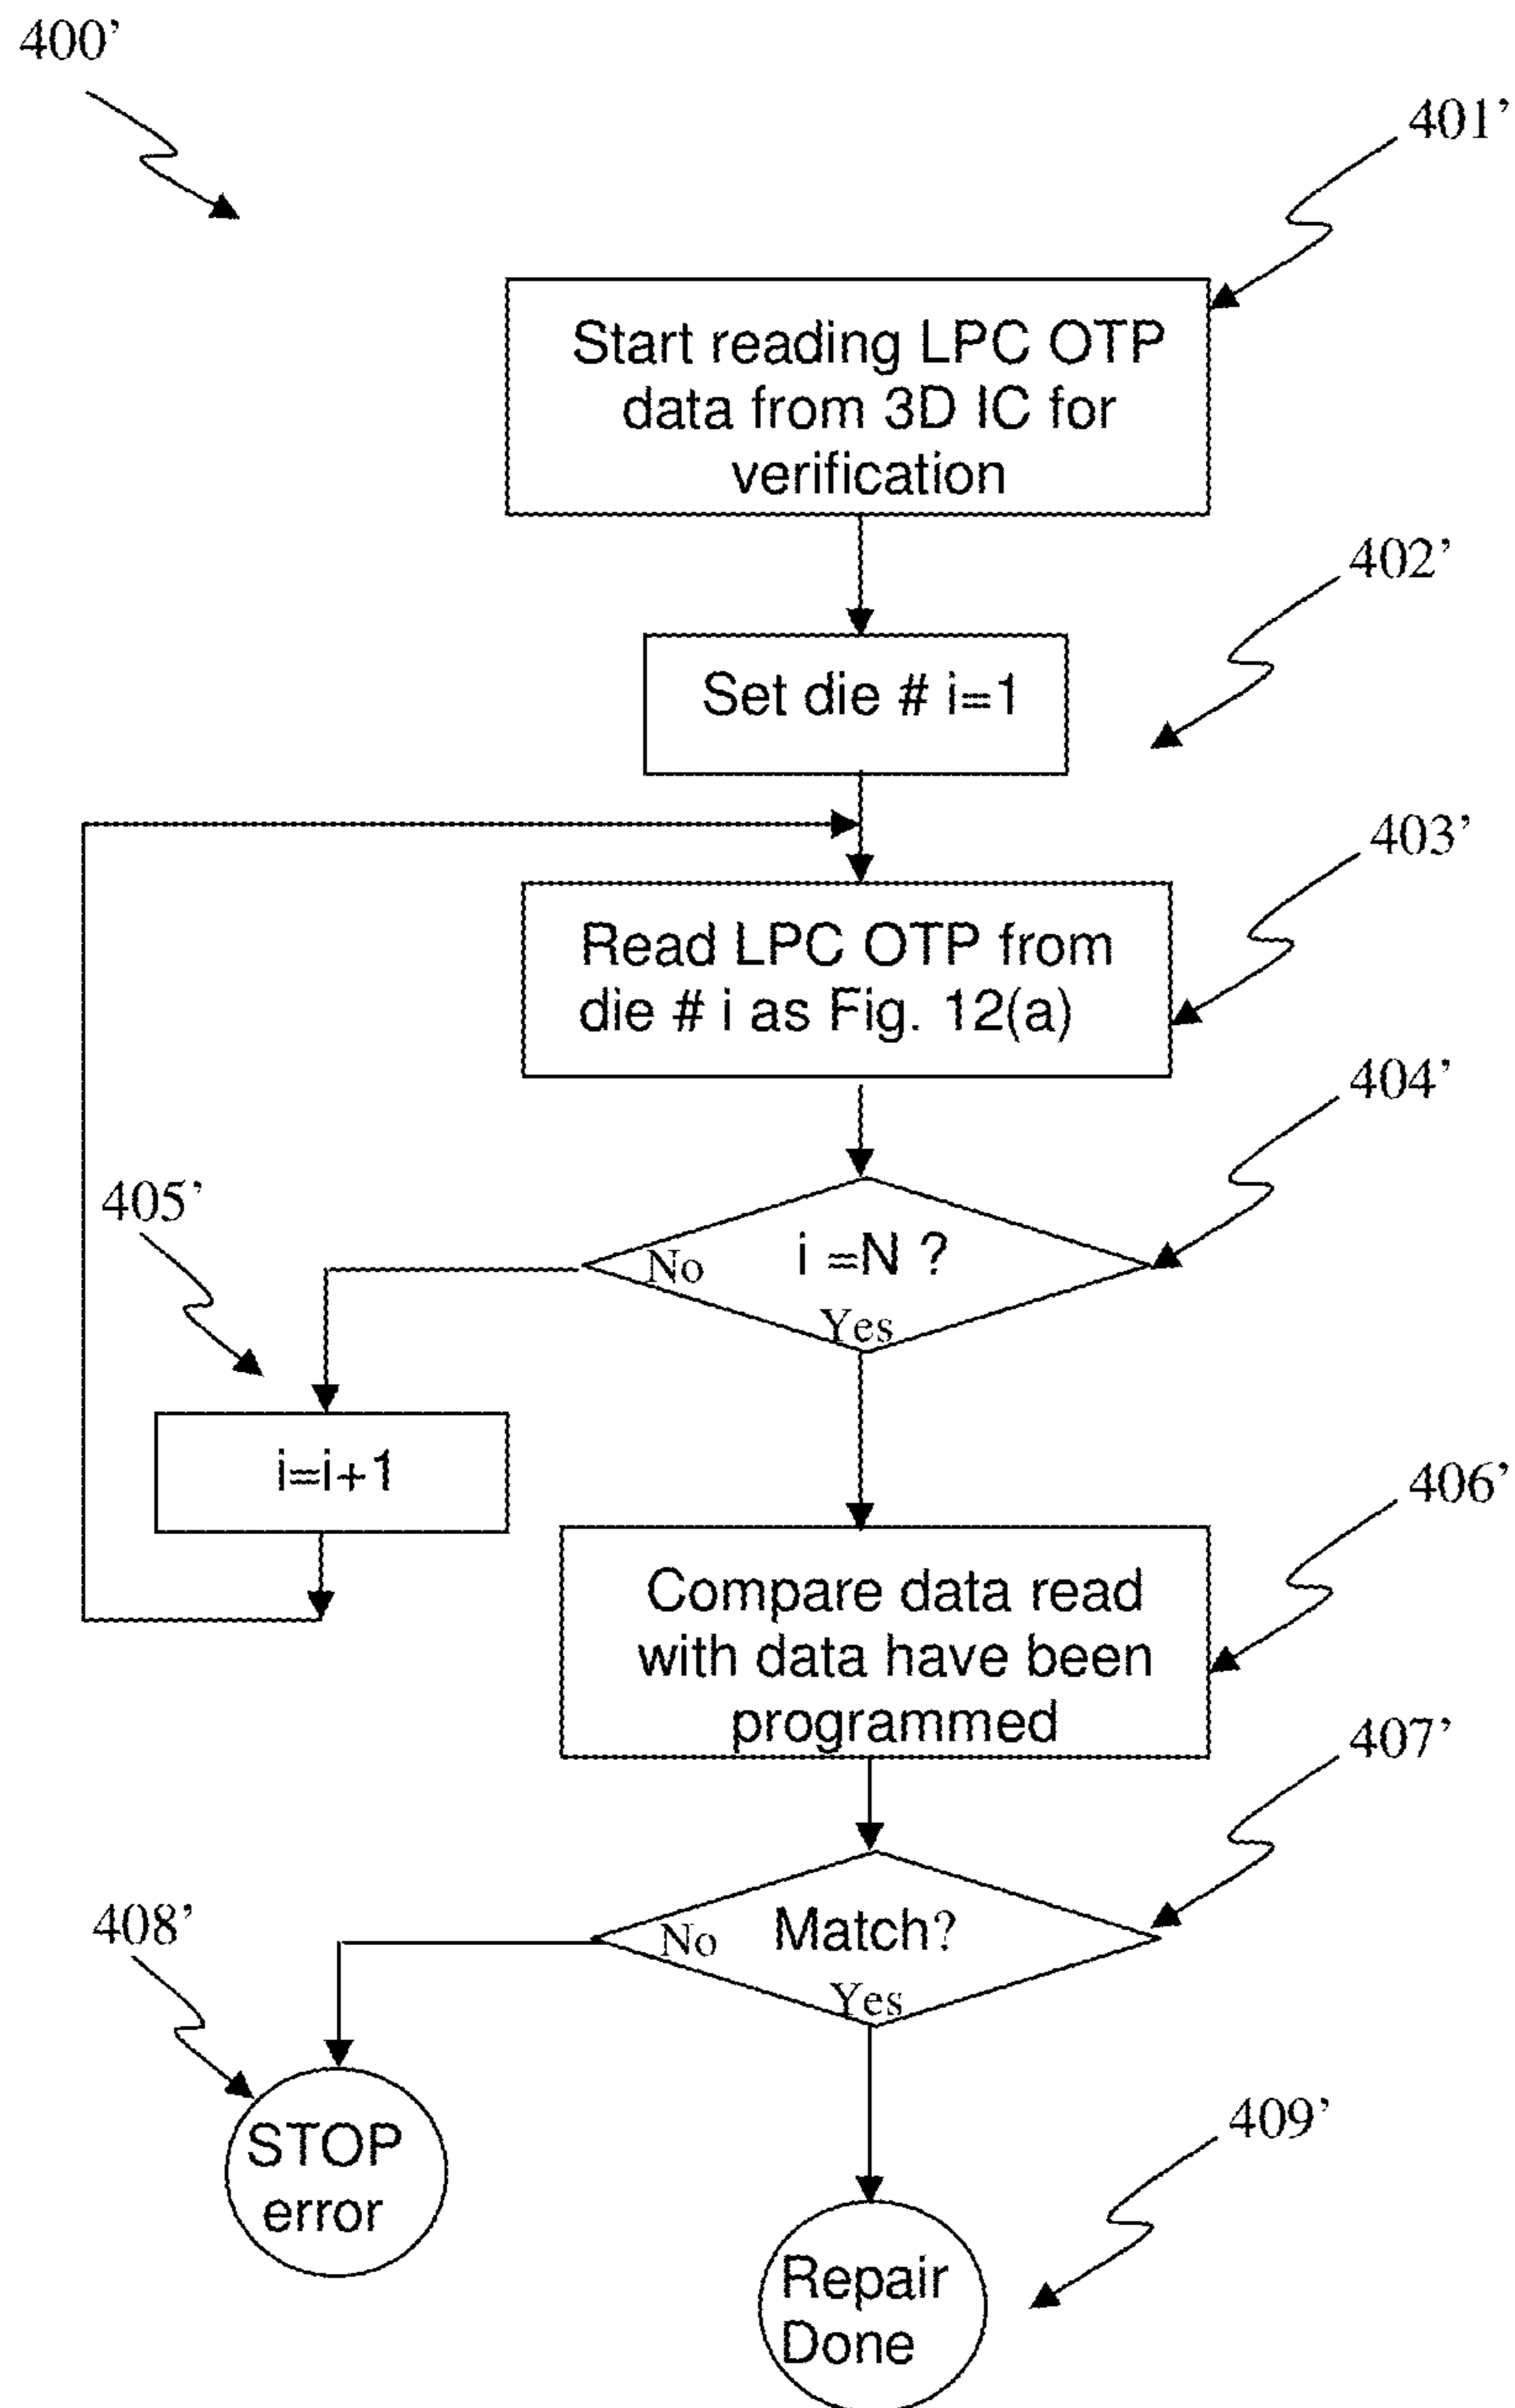 400’
401’
Start reading LPC OTP
data from 3D IC for
verification
402’
Set die # i=1
403’
Read LPC OTP from
die # i as Fig. 12(a)
404’
i =N ?
No
Yes
405’
i=i+1
406’
Compare data read
with data have been
programmed
407’
Match?
No
Yes
408’
STOP
error
409’
Repair
Done